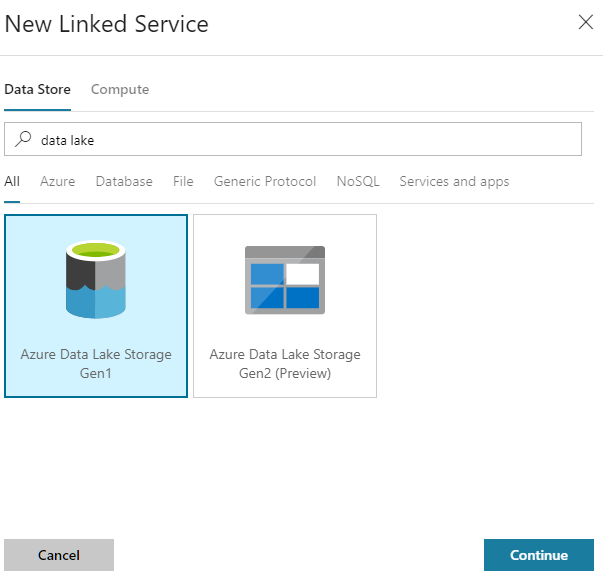 New Linked Service
Data Store Compute
data lake
All Azure Database File Generic Protocol NoSQL Services and apps
Azure Data Lake Storage
Gen1
Azure Data Lake Storage
Gen2 (Preview)
Cancel Continue